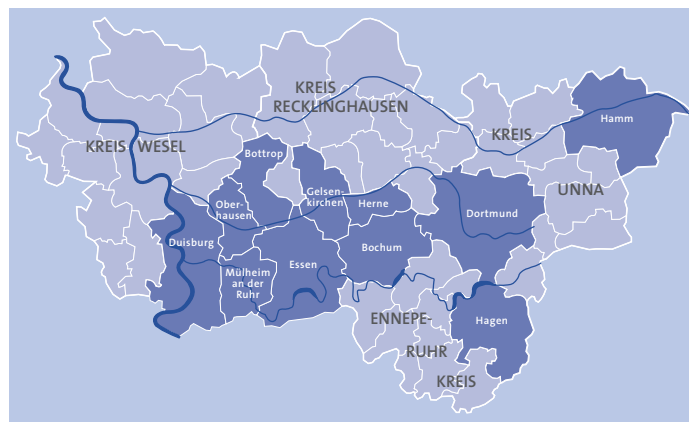 KREIS
RECKLINGHAUSEN
Hamm
KREIS
KREIS WESEL
Bottrop
UNNA
Gelsen-
kirchen
Herne
Ober-
hausen
Dortmund
Duisburg
Bochum
Essen
Mülheim
an der
Ruhr
ENNEPE-
Hagen
RUHR
KREIS